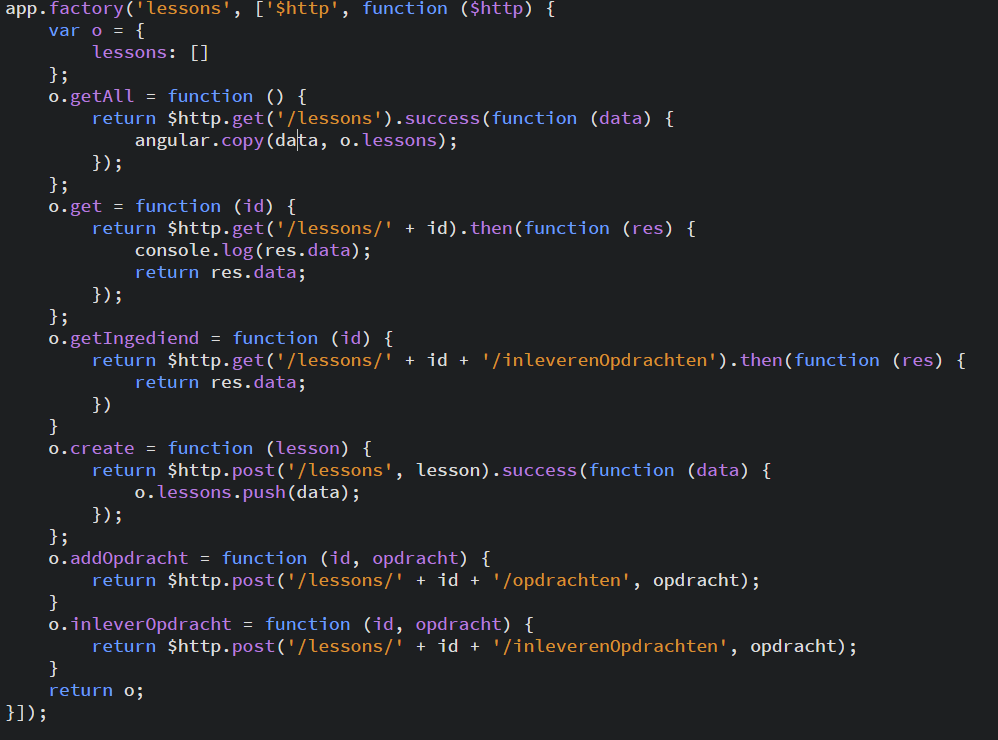 app.factory('lessons', ['$http', function ($http) {
    var o = {
        lessons: []
    };
    o.getAll = function () {
        return $http.get('/lessons').success(function (data) {
            angular.copy(data, o.lessons);
        });
    };
    o.get = function (id) {
        return $http.get('/lessons/' + id).then(function (res) {
            console.log(res.data);
            return res.data;
        });
    };
    o.getIngediend = function (id) {
        return $http.get('/lessons/' + id + '/inleverenOpdrachten').then(function (res) {
            return res.data;
        })
    }
    o.create = function (lesson) {
        return $http.post('/lessons', lesson).success(function (data) {
            o.lessons.push(data);
        });
    };
    o.addOpdracht = function (id, opdracht) {
        return $http.post('/lessons/' + id + '/opdrachten', opdracht);
    }
    o.inleverOpdracht = function (id, opdracht) {
        return $http.post('/lessons/' + id + '/inleverenOpdrachten', opdracht);
    }
    return o;
}]);